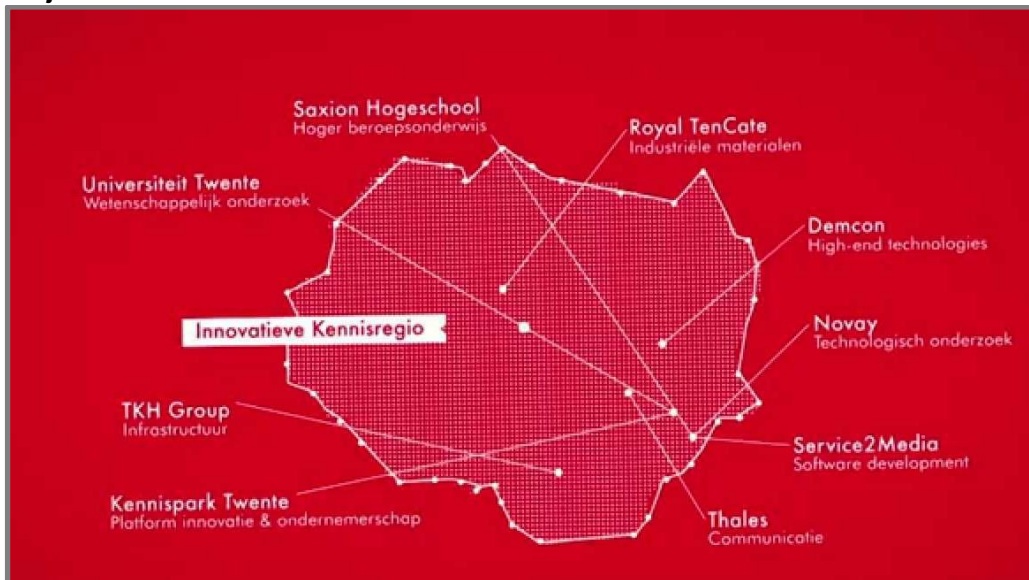 Saxion Hogeschool
Hoger beroepsonderwijs
Royal TenCate
Industriële materialen
Universiteit Twente
Wetenschappelijk onderzoek
Demcon
High-end technologies
Innovatieve Kennisregio
Novay
Technologisch onderzoek
TKH Group
Infrastructuur
Service2Media
Software development
Kennispark Twente
Platform innovatie & ondernemerschap
Thales
Communicatie